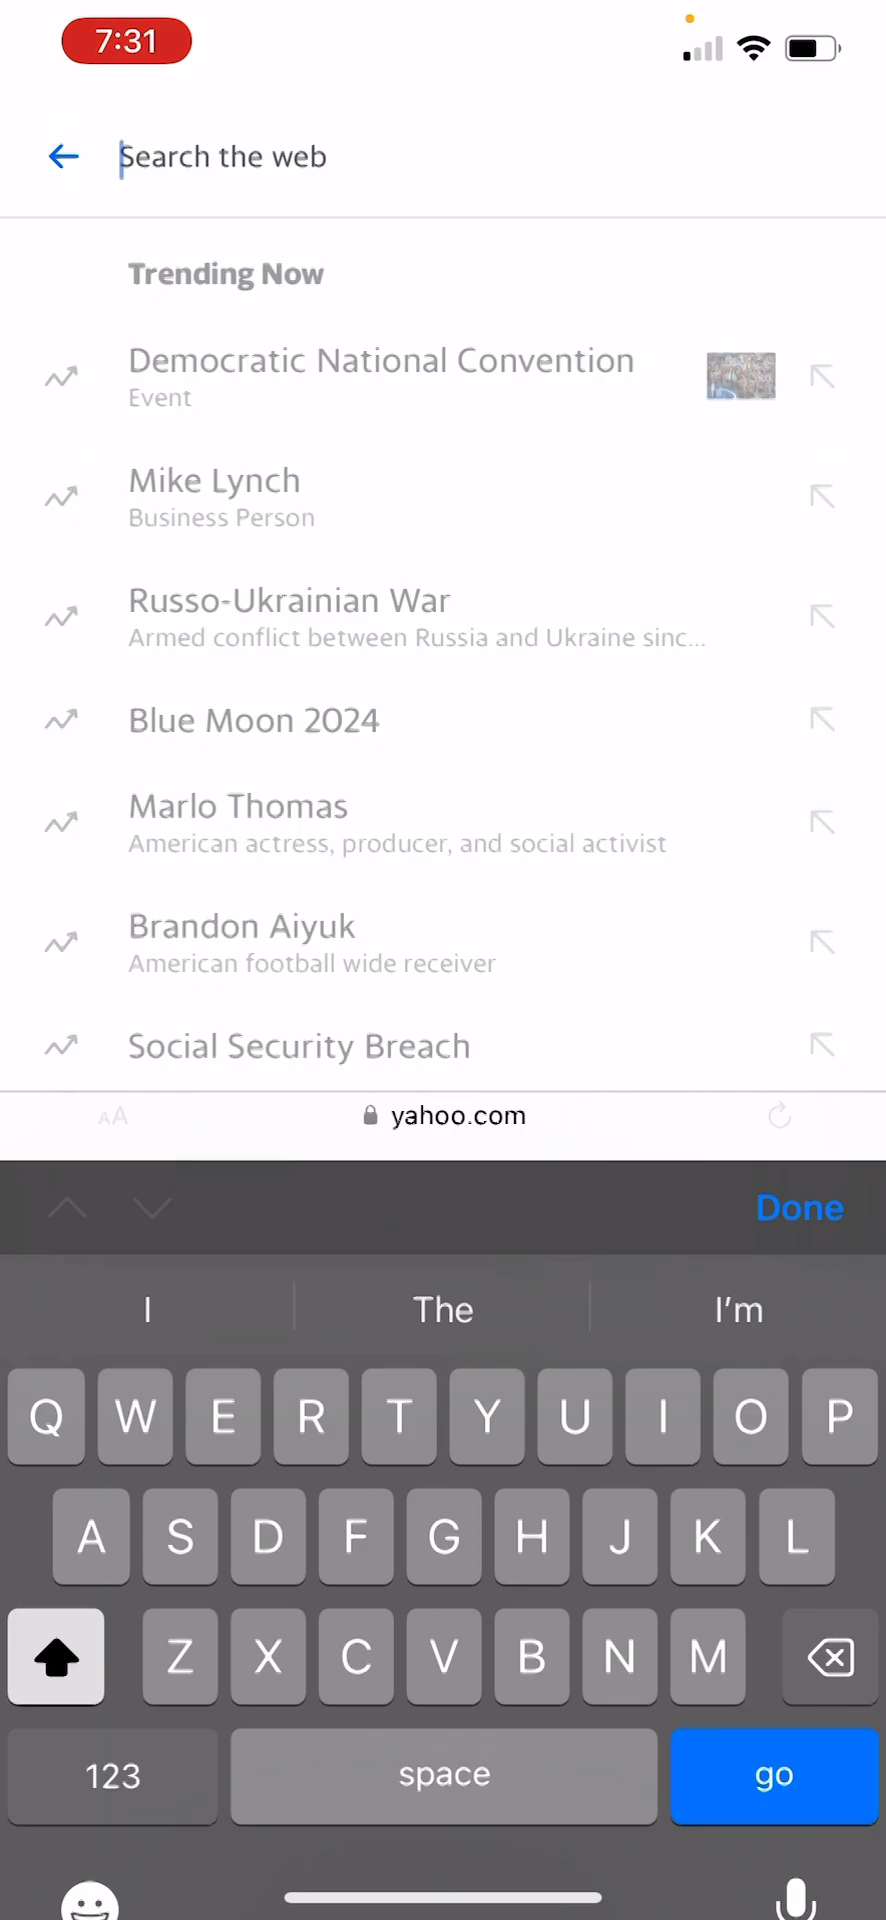 7:31
Search the web
Trending Now
Democratic National Convention
Event
Mike Lynch
Business Person
Russo-Ukrainian War
Armed conflict between Russia and Ukraine sinc...
Blue Moon 2024
Marlo Thomas
American actress, producer, and social activist
Brandon Aiyuk
American football wide receiver
Social Security Breach
AA yahoo.com
Done
I The I'm
Q W E R T Y U I O P
A S D F G H J K L
Z X C V B N M
123 space go